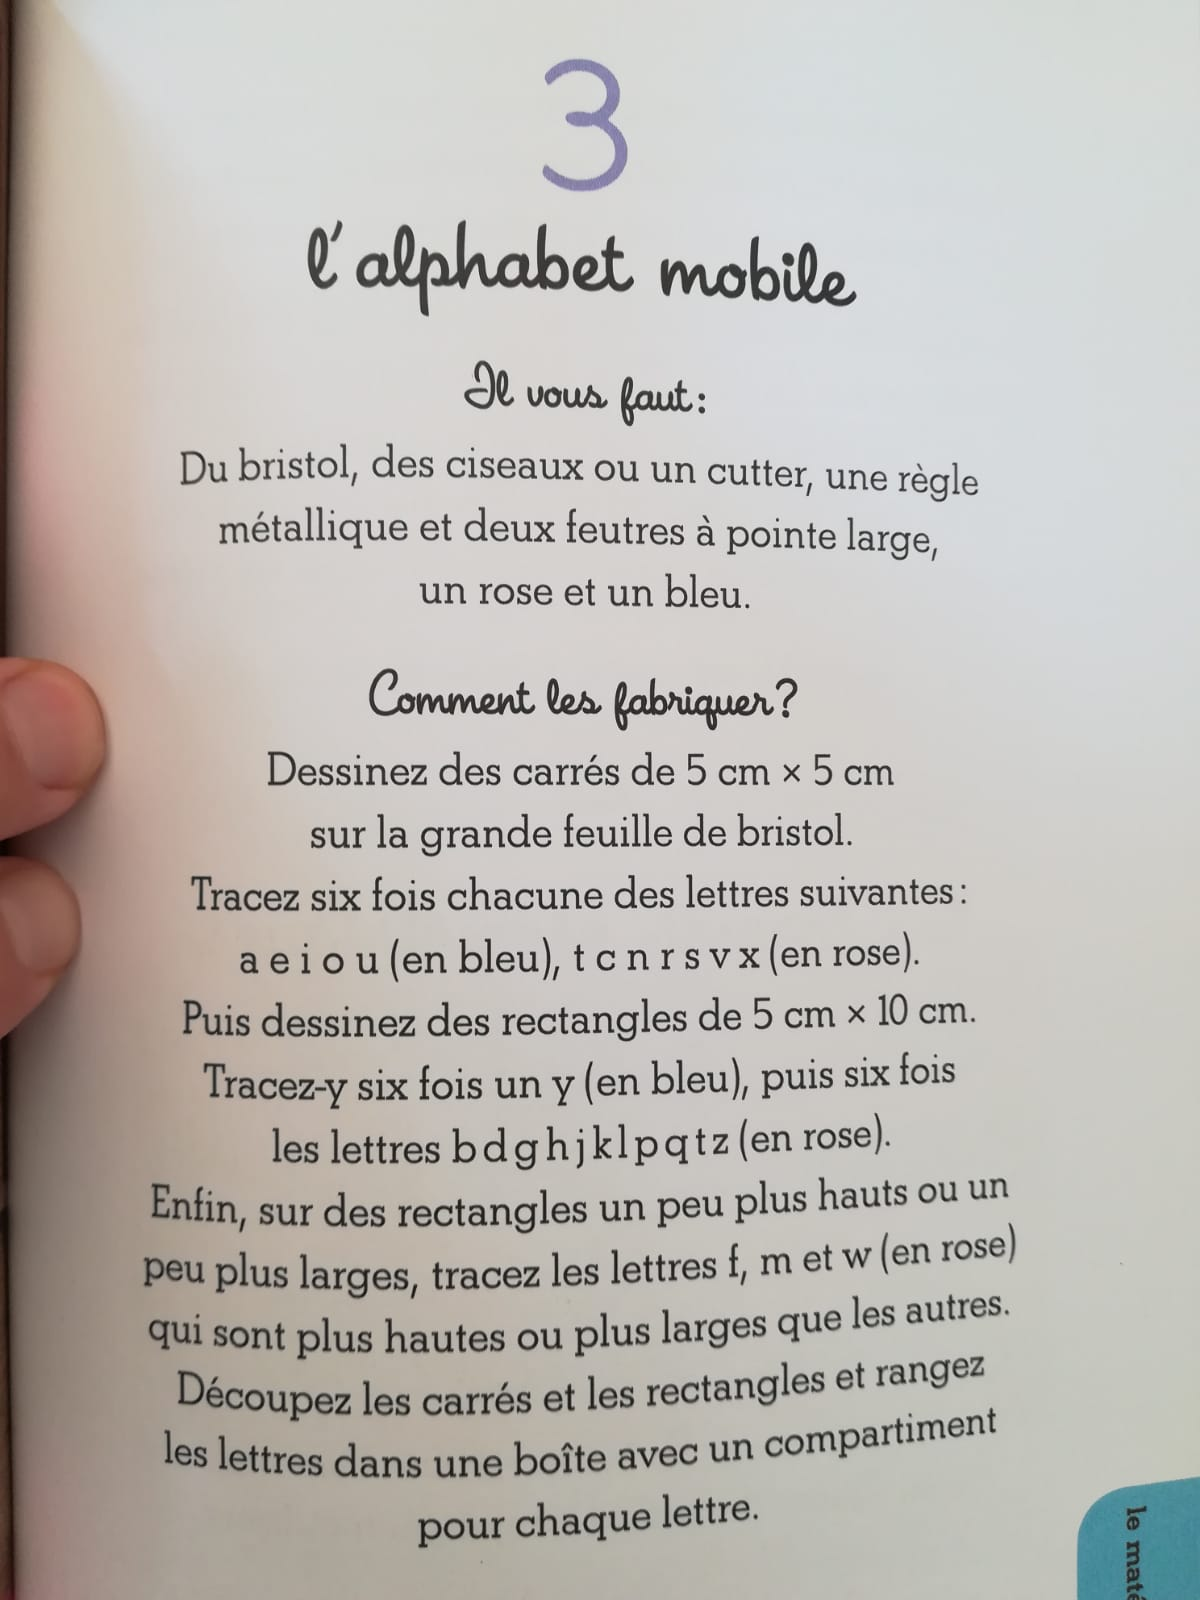 3
l'alphabet mobile
Il vous faut :
Du bristol, des ciseaux ou un cutter, une règle
métallique et deux feutres à pointe large,
un rose et un bleu.
Comment les fabriquer ?
Dessinez des carrés de 5 cm × 5 cm
sur la grande feuille de bristol.
Tracez six fois chacune des lettres suivantes :
a e i o u (en bleu), t c n r s v x (en rose).
Puis dessinez des rectangles de 5 cm × 10 cm.
Tracez-y six fois un y (en bleu), puis six fois
les lettres b d g h j k l p q t z (en rose).
Enfin, sur des rectangles un peu plus hauts ou un
peu plus larges, tracez les lettres f, m et w (en rose)
qui sont plus hautes ou plus larges que les autres.
Découpez les carrés et les rectangles et rangez
les lettres dans une boîte avec un compartiment
pour chaque lettre.
le maté